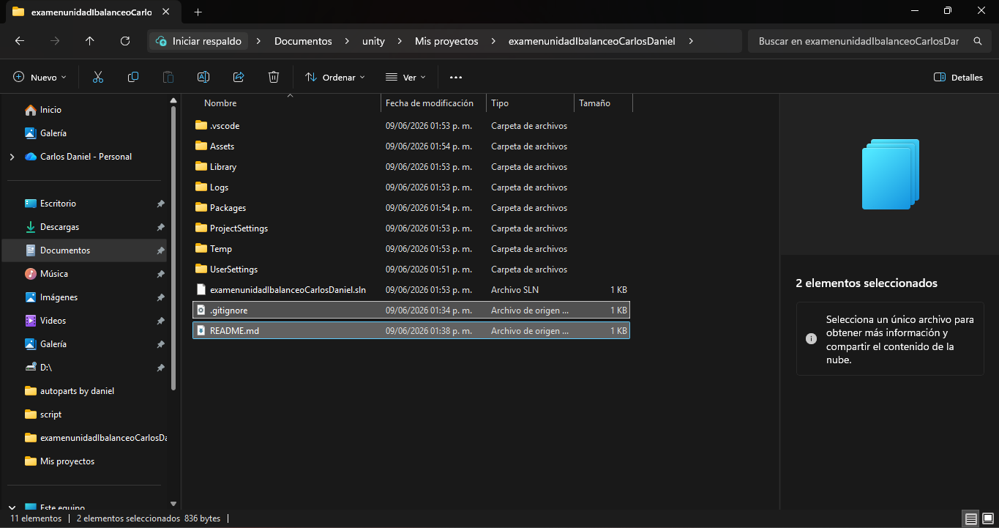 examenunidadIbalanceoCarlo
Iniciar respaldo
Documentos
unity
Mis proyectos
examenunidadIbalanceoCarlosDaniel
Buscar en examenunidadIbalanceoCarlosDar
Nuevo
Ordenar
Ver
Detalles
Inicio
Galería
Carlos Daniel - Personal
Escritorio
Descargas
Documentos
Música
Imágenes
Videos
Galería
D:\
autoparts by daniel
script
examenunidadIbalanceoCarlosDa
Mis proyectos
Este equipo
Nombre Fecha de modificación Tipo Tamaño
.vscode 09/06/2026 01:53 p. m. Carpeta de archivos
Assets 09/06/2026 01:54 p. m. Carpeta de archivos
Library 09/06/2026 01:53 p. m. Carpeta de archivos
Logs 09/06/2026 01:53 p. m. Carpeta de archivos
Packages 09/06/2026 01:54 p. m. Carpeta de archivos
ProjectSettings 09/06/2026 01:53 p. m. Carpeta de archivos
Temp 09/06/2026 01:53 p. m. Carpeta de archivos
UserSettings 09/06/2026 01:51 p. m. Carpeta de archivos
examenunidadIbalanceoCarlosDaniel.sln 09/06/2026 01:53 p. m. Archivo SLN 1 KB
.gitignore 09/06/2026 01:34 p. m. Archivo de origen ... 1 KB
README.md 09/06/2026 01:38 p. m. Archivo de origen ... 1 KB
2 elementos seleccionados
Selecciona un único archivo para
obtener más información y
compartir el contenido de la
nube.
11 elementos
2 elementos seleccionados 836 bytes